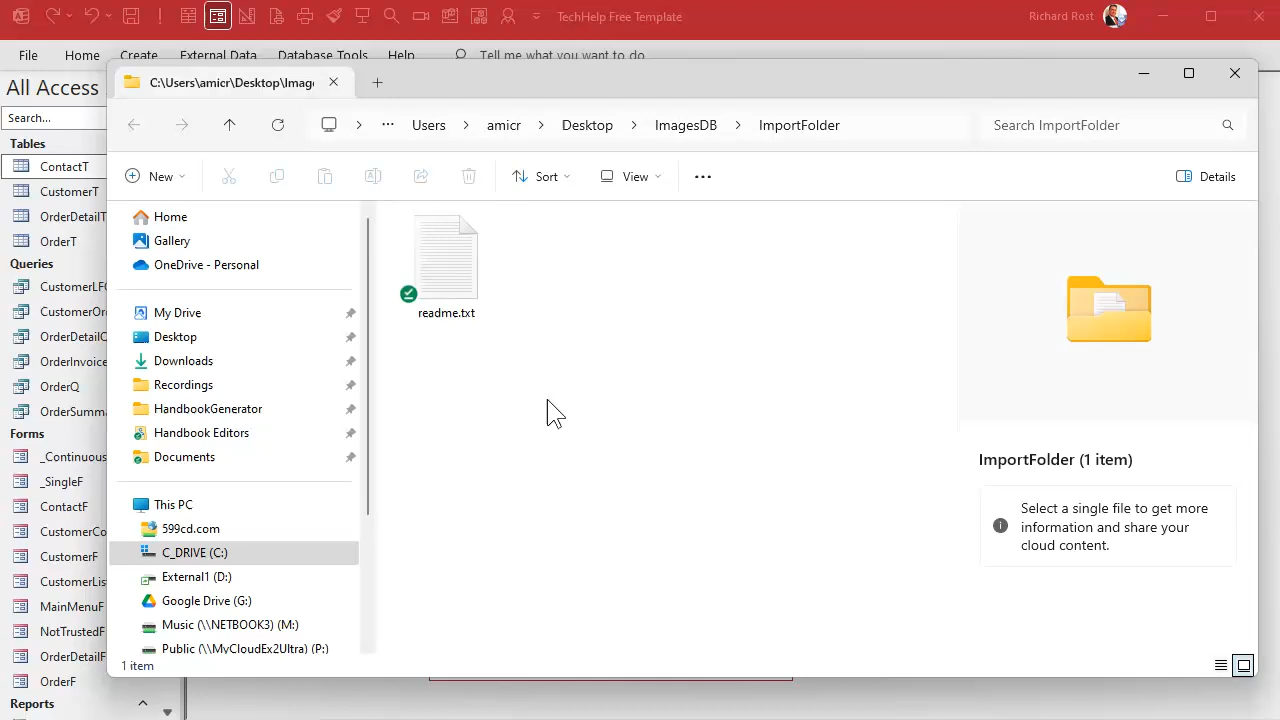 TechHelp Free Template
Richard Rost
File Home Create External Data Database Tools Help Tell me what you want to do
All Access
Search...
Tables
ContactT
CustomerT
OrderDetailT
OrderT
Queries
CustomerLF
CustomerOr
OrderDetailQ
OrderInvoice
OrderQ
OrderSumma
Forms
_Continuous
_SingleF
ContactF
CustomerCo
CustomerF
CustomerList
MainMenuF
NotTrustedF
OrderDetailF
OrderF
Reports
C:\Users\amicr\Desktop\Image
Users amicr Desktop ImagesDB ImportFolder
Search ImportFolder
New
Sort
View
Details
Home
Gallery
OneDrive - Personal
My Drive
Desktop
Downloads
Recordings
HandbookGenerator
Handbook Editors
Documents
This PC
599cd.com
C_DRIVE (C:)
External1 (D:)
Google Drive (G:)
Music (\\NETBOOK3) (M:)
Public (\\MyCloudEx2Ultra) (P:)
readme.txt
ImportFolder (1 item)
Select a single file to get more
information and share your
cloud content.
1 item